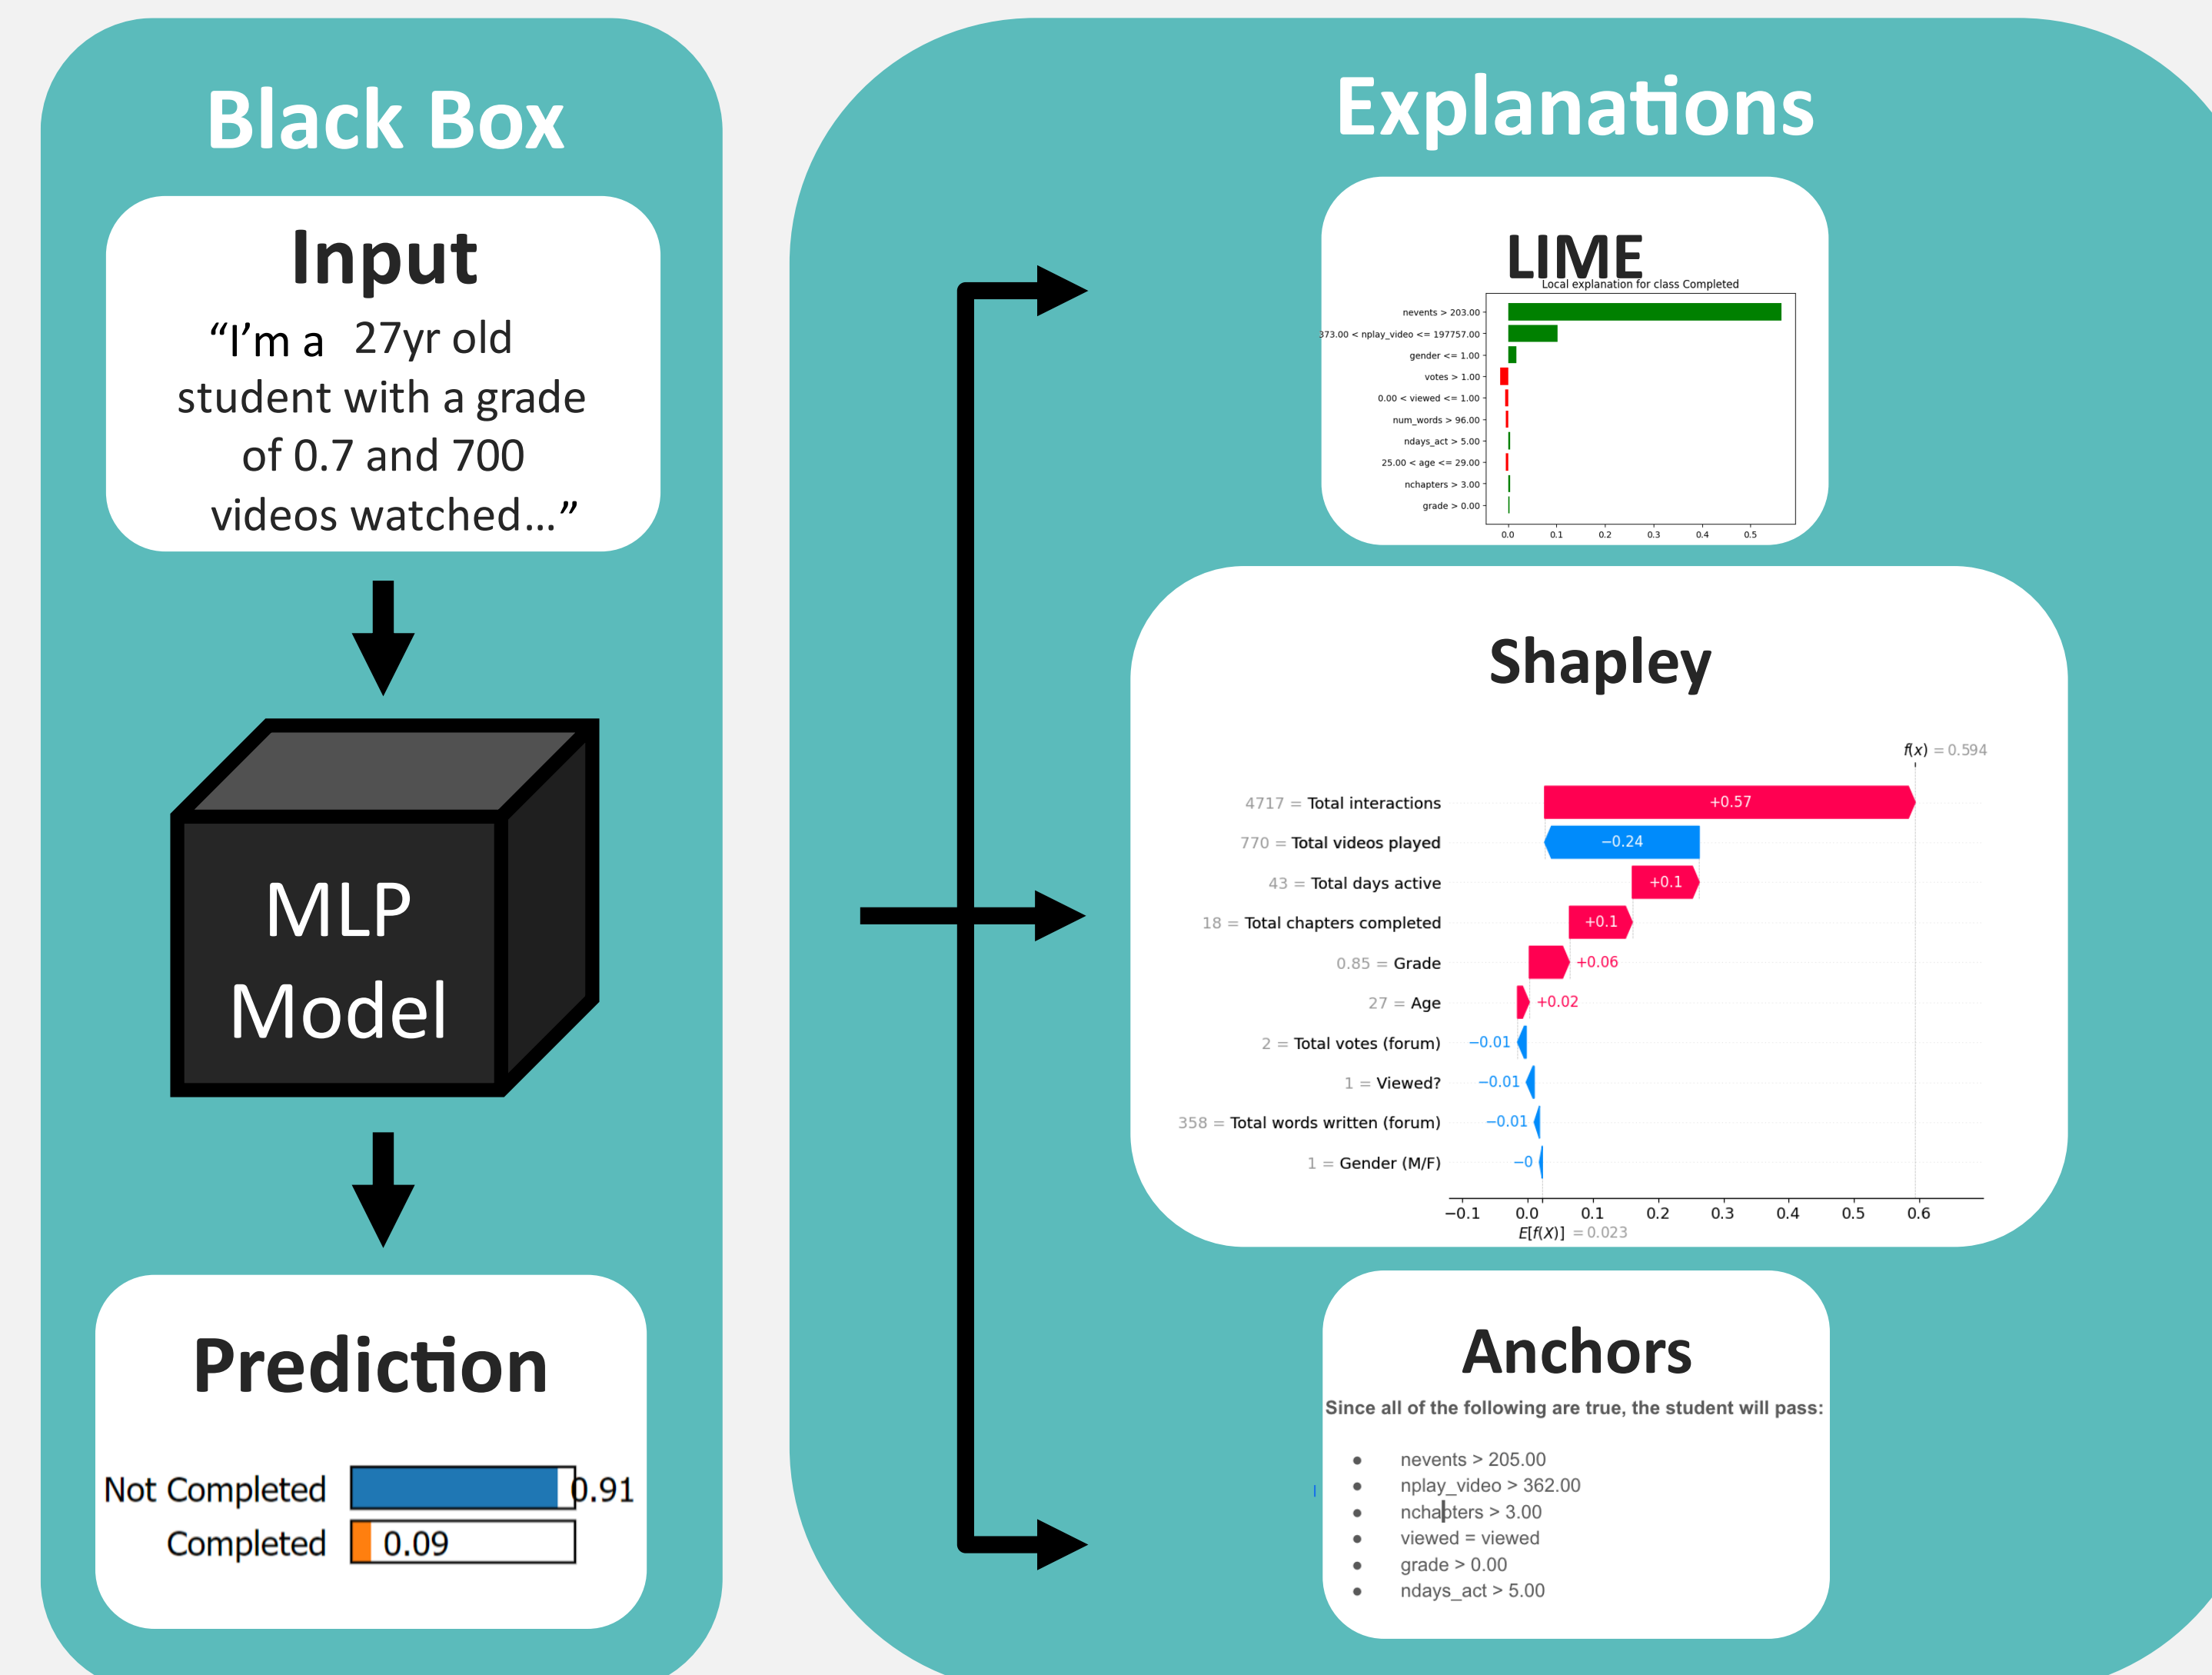 Black Box
Input
“I’m a 27yr old
student with a grade
of 0.7 and 700
videos watched...”
MLP
Model
Prediction
Not Completed 0.91
Completed 0.09
Explanations
LIME
Local explanation for class Completed
nevents > 203.00
373.00 < nplay_video <= 197757.00
gender <= 1.00
votes > 1.00
0.00 < viewed <= 1.00
num_words > 96.00
ndays_act > 5.00
25.00 < age <= 29.00
nchapters > 3.00
grade > 0.00
0.0 0.1 0.2 0.3 0.4 0.5
Shapley
f(x) = 0.594
4717 = Total interactions +0.57
770 = Total videos played −0.24
43 = Total days active +0.1
18 = Total chapters completed +0.1
0.85 = Grade +0.06
27 = Age +0.02
2 = Total votes (forum) −0.01
1 = Viewed? −0.01
358 = Total words written (forum) −0.01
1 = Gender (M/F) −0
−0.1 0.0 0.1 0.2 0.3 0.4 0.5 0.6
E[f(X)] = 0.023
Anchors
Since all of the following are true, the student will pass:
● nevents > 205.00
● nplay_video > 362.00
● nchapters > 3.00
● viewed = viewed
● grade > 0.00
● ndays_act > 5.00